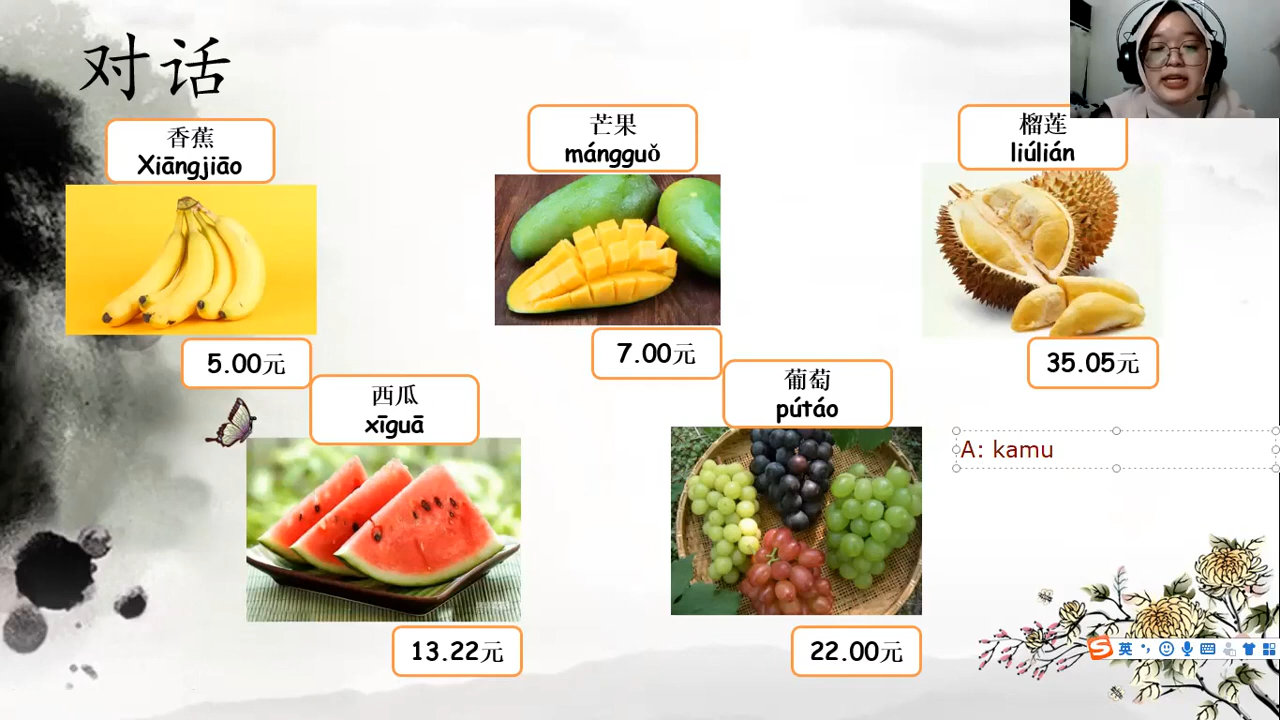 对话
香蕉
Xiāngjiāo
芒果
mángguǒ
榴莲
liúlián
5.00元
7.00元
35.05元
西瓜
xīguā
葡萄
pútáo
A: kamu
13.22元
22.00元
英